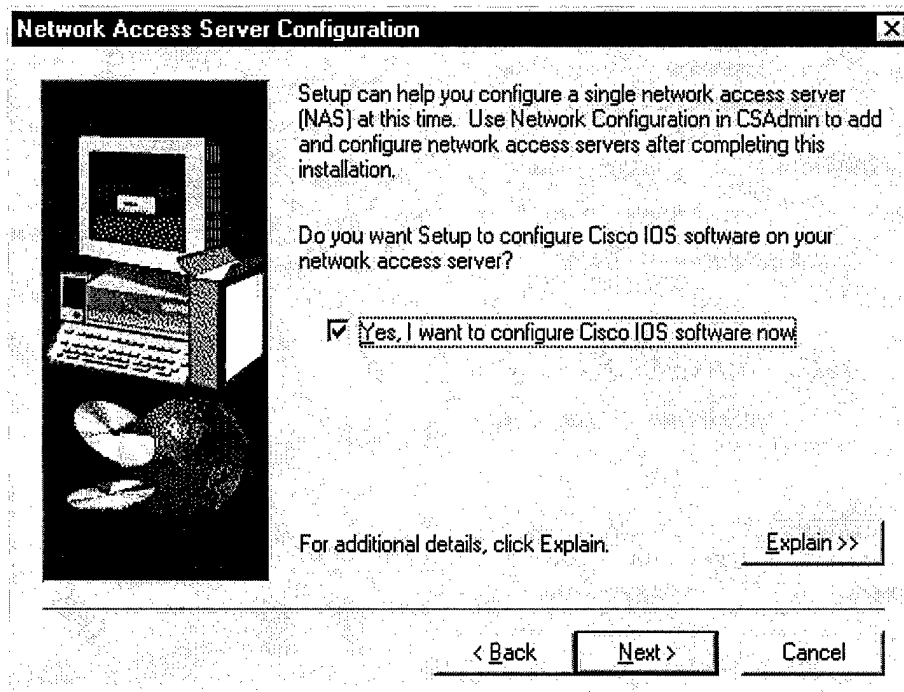 Network Access Server Configuration
Setup can help you configure a single network access server
(NAS) at this time. Use Network Configuration in CSAdmin to add
and configure network access servers after completing this
installation.
Do you want Setup to configure Cisco IOS software on your
network access server?
Yes, I want to configure Cisco IOS software now
For additional details, click Explain.
Explain >>
< Back
Next >
Cancel